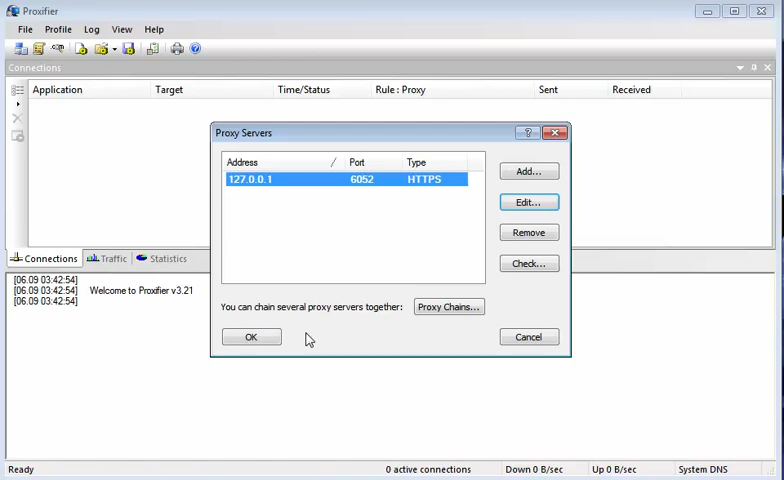 Proxifier
File Profile Log View Help
Connections
Application Target Time/Status Rule : Proxy Sent Received
Proxy Servers
Address Port Type
127.0.0.1 6052 HTTPS
Add...
Edit...
Remove
Check...
You can chain several proxy servers together: Proxy Chains...
OK Cancel
Connections Traffic Statistics
[06.09 03:42:54]
[06.09 03:42:54] Welcome to Proxifier v3.21
[06.09 03:42:54]
Ready 0 active connections Down 0 B/sec Up 0 B/sec System DNS